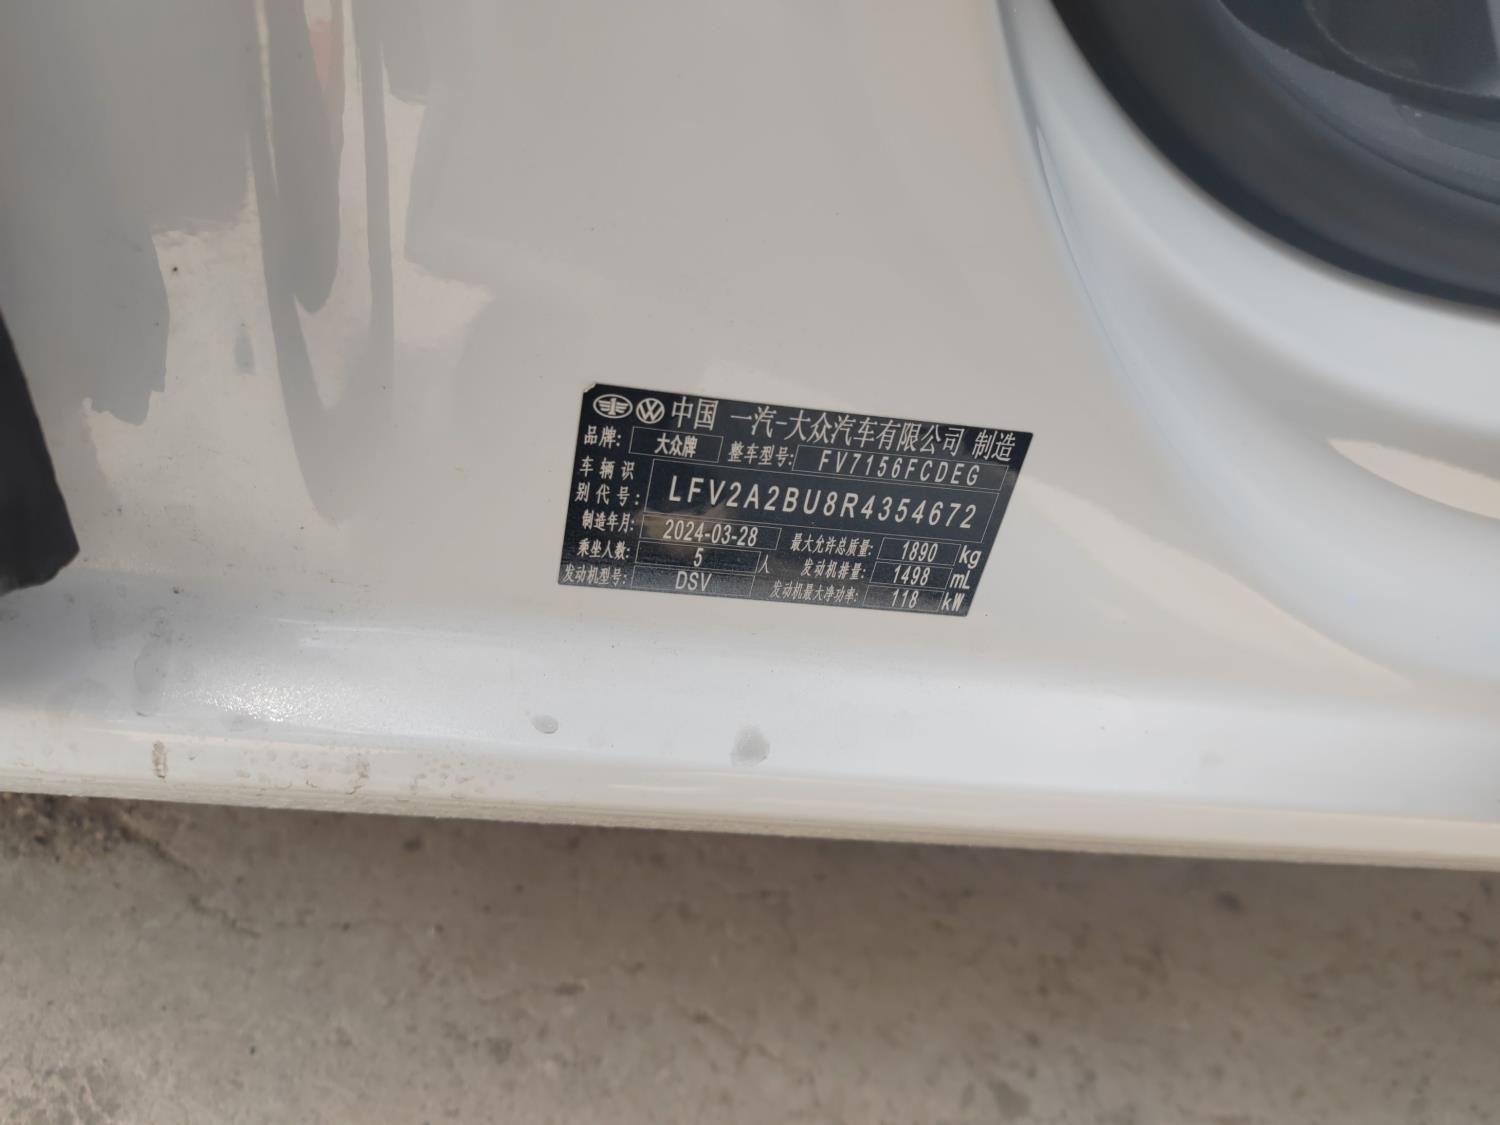 中国 一汽-大众汽车有限公司 制造
品牌: 大众牌 整车型号: FV7156FCDEG
车辆识别代号: LFV2A2BU8R4354672
制造年月: 2024-03-28 最大允许总质量: 1890 kg
乘坐人数: 5 人 发动机排量: 1498 mL
发动机型号: DSV 发动机最大净功率: 118 kW